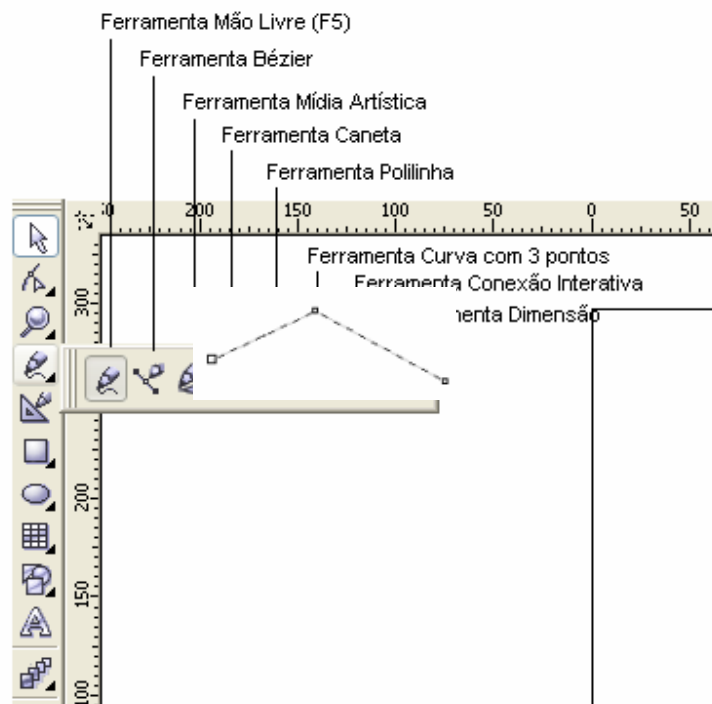 Ferramenta Mão Livre (F5)
Ferramenta Bézier
Ferramenta Mídia Artística
Ferramenta Caneta
Ferramenta Polilinha
200 150 100 50 0 50
Ferramenta Curva com 3 pontos
Ferramenta Conexão Interativa
Dimensão
300
200
150
100